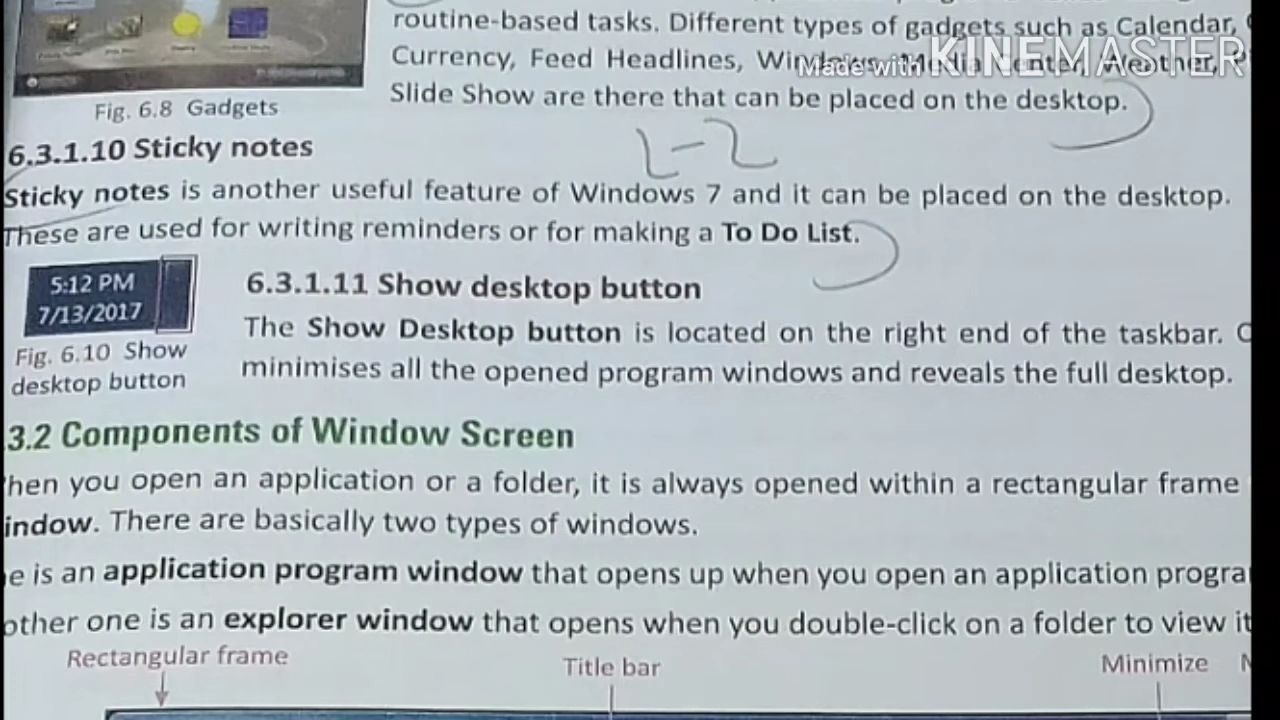 routine-based tasks. Different types of gadgets such as Calendar,
Currency, Feed Headlines, Windows Media Center, Weather,
Made with KINEMASTER
Slide Show are there that can be placed on the desktop.
Fig. 6.8 Gadgets
L-2
6.3.1.10 Sticky notes
Sticky notes is another useful feature of Windows 7 and it can be placed on the desktop.
These are used for writing reminders or for making a To Do List.
5:12 PM
7/13/2017
Fig. 6.10 Show
desktop button
6.3.1.11 Show desktop button
The Show Desktop button is located on the right end of the taskbar.
minimises all the opened program windows and reveals the full desktop.
.3.2 Components of Window Screen
hen you open an application or a folder, it is always opened within a rectangular frame
indow. There are basically two types of windows.
e is an application program window that opens up when you open an application progra
other one is an explorer window that opens when you double-click on a folder to view it
Rectangular frame
Title bar
Minimize